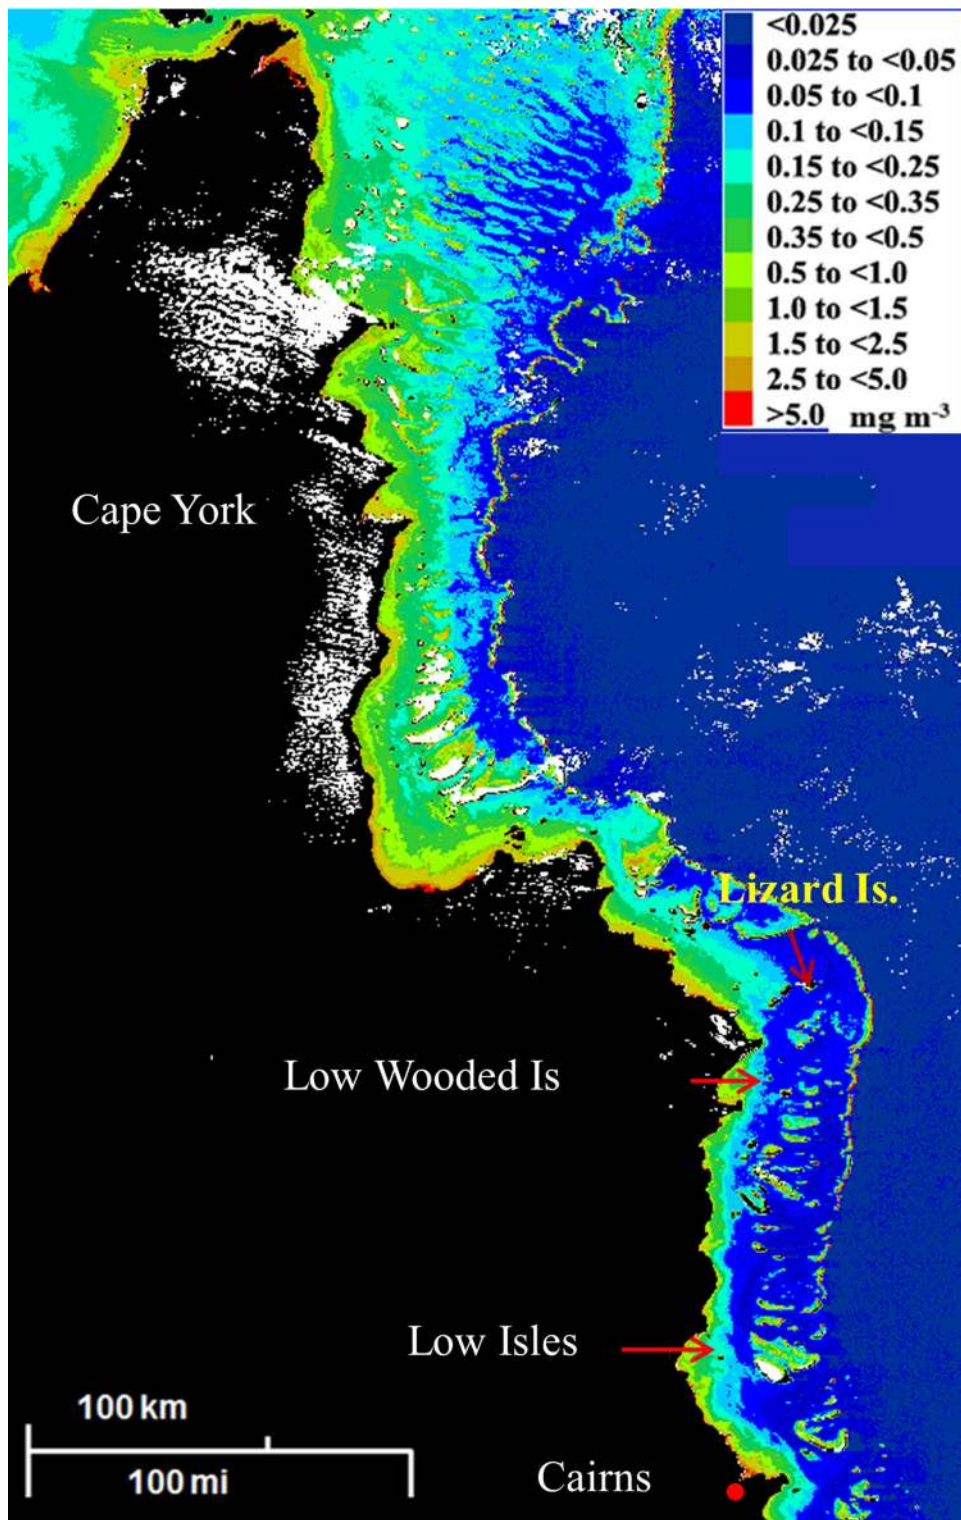 <0.025
0.025 to <0.05
0.05 to <0.1
0.1 to <0.15
0.15 to <0.25
0.25 to <0.35
0.35 to <0.5
0.5 to <1.0
1.0 to <1.5
1.5 to <2.5
2.5 to <5.0
>5.0 mg m⁻³
Cape York
Lizard Is.
Low Wooded Is
Low Isles
100 km
100 mi
Cairns